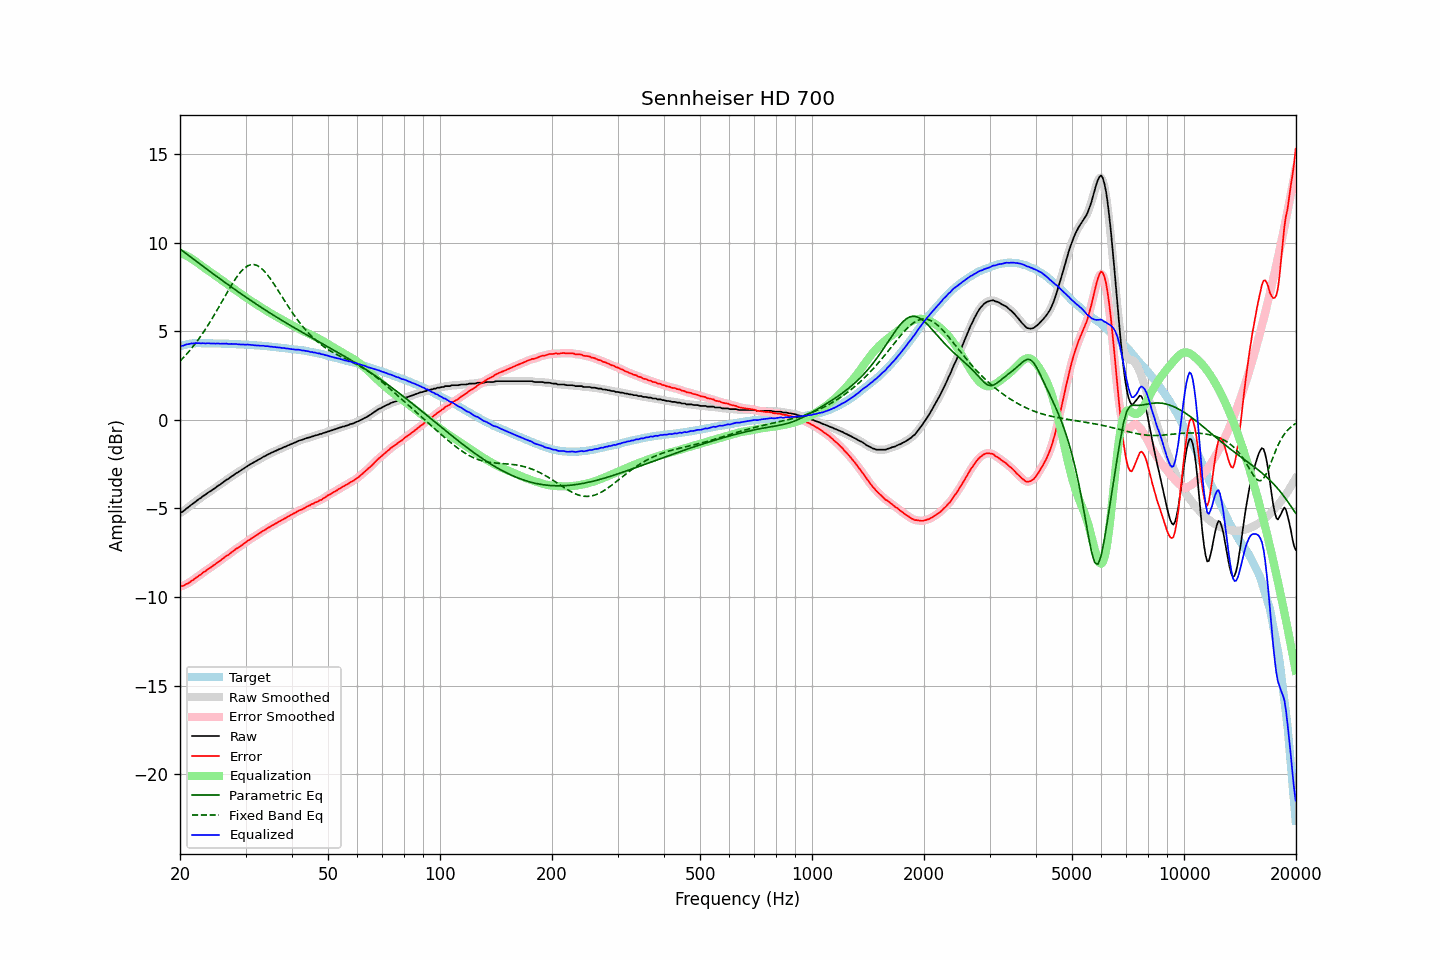 Sennheiser HD 700
Amplitude (dBr)
15
10
5
0
−5
−10
−15
−20
Target
Raw Smoothed
Error Smoothed
Raw
Error
Equalization
Parametric Eq
Fixed Band Eq
Equalized
20
50
100
200
500
1000
2000
5000
10000
20000
Frequency (Hz)